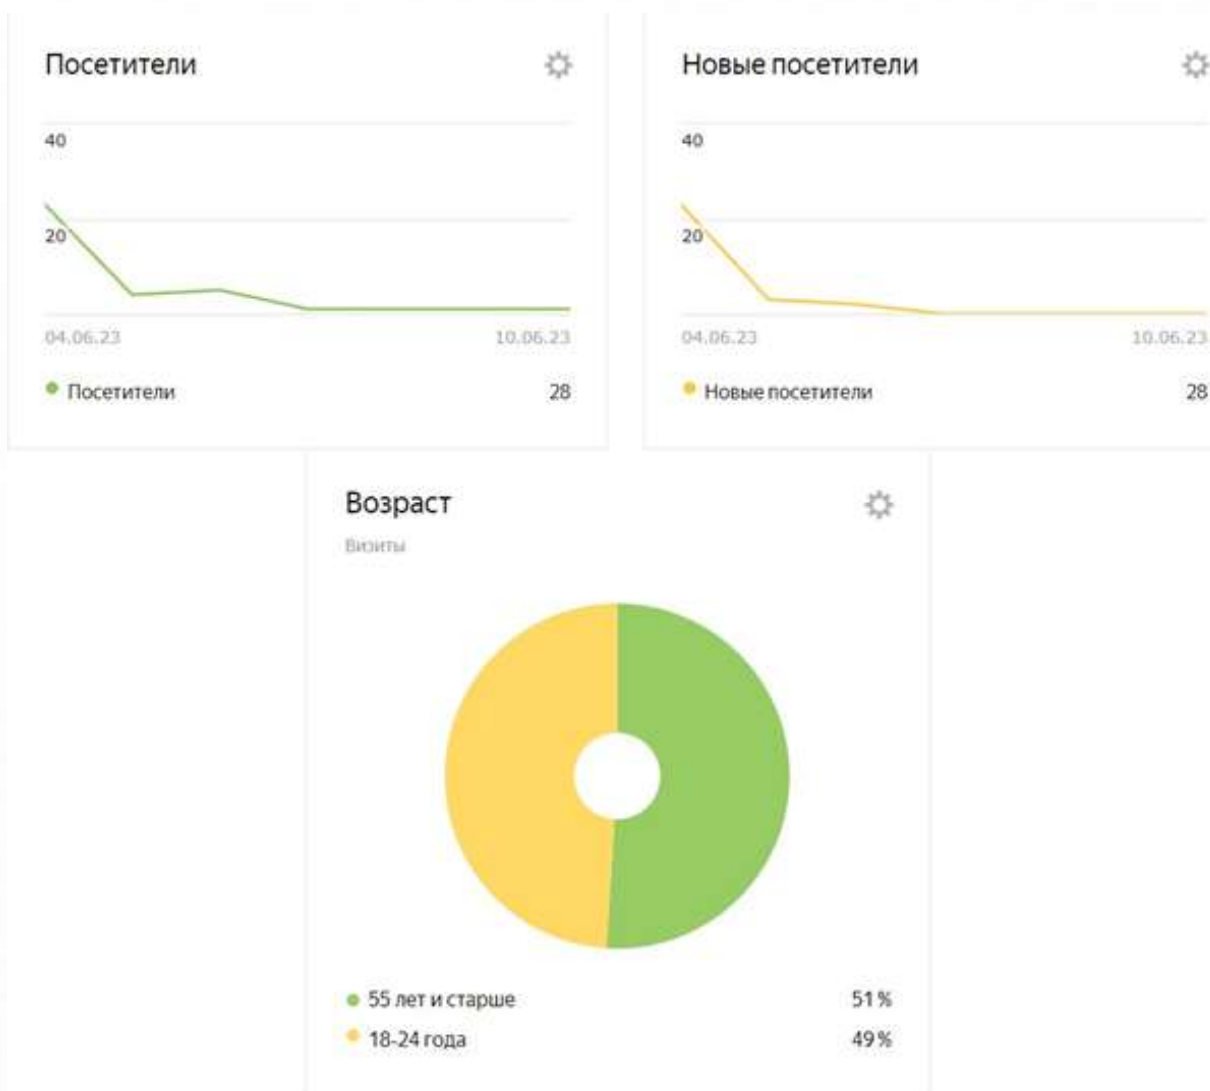 Посетители
40
20
04.06.23 10.06.23
Посетители 28
Новые посетители
40
20
04.06.23 10.06.23
Новые посетители 28
Возраст
Визиты
55 лет и старше 51%
18-24 года 49%